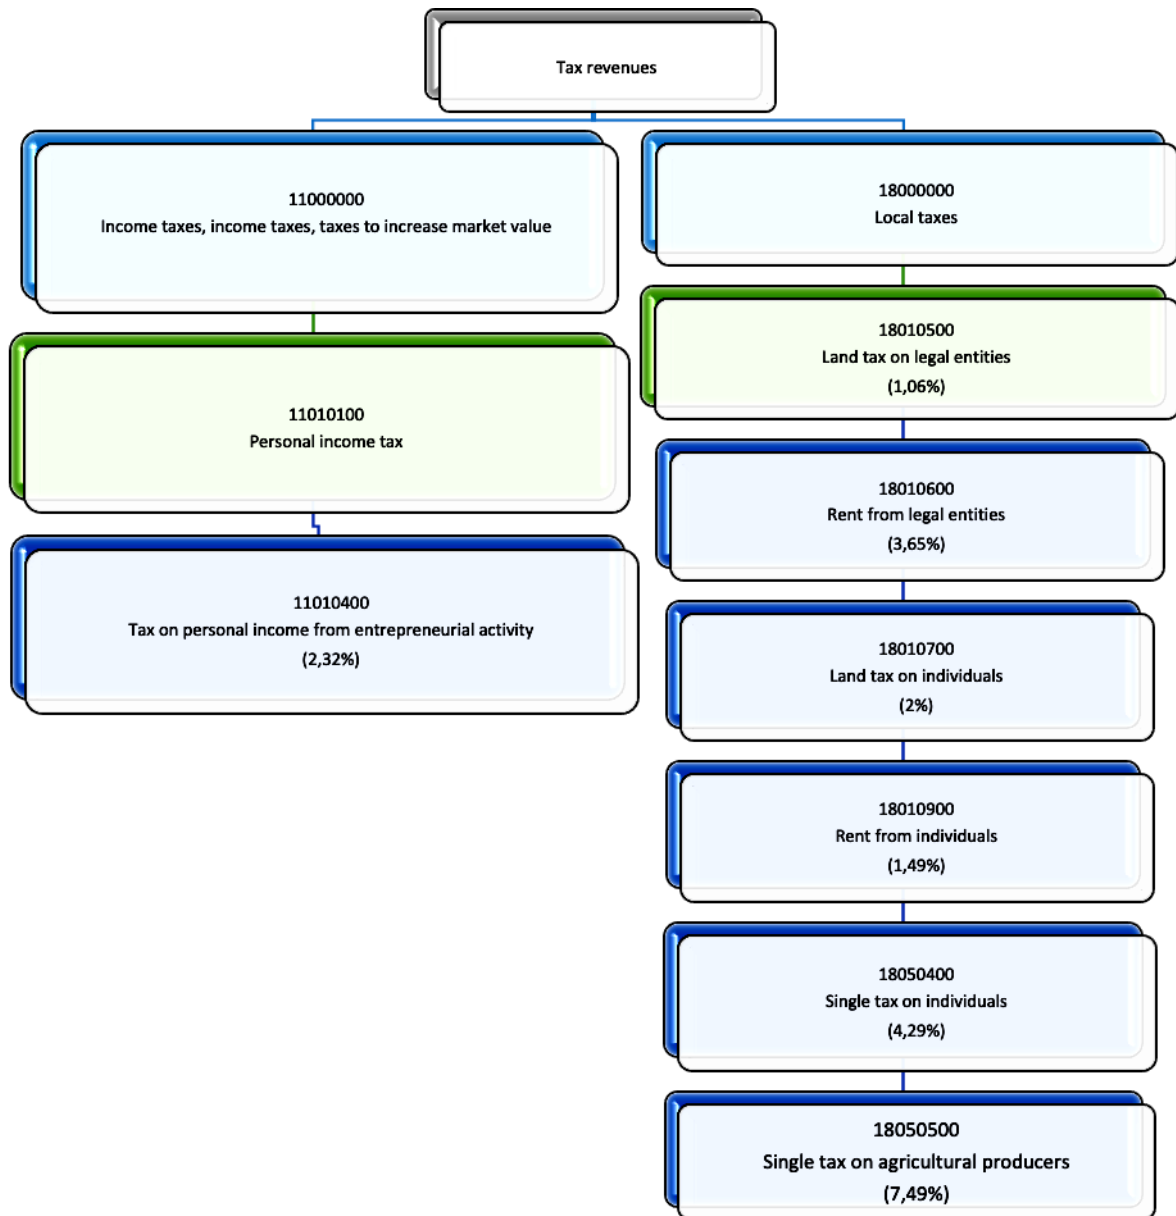 Tax revenues
11000000
Income taxes, income taxes, taxes to increase market value
11010100
Personal income tax
11010400
Tax on personal income from entrepreneurial activity
(2,32%)
18000000
Local taxes
18010500
Land tax on legal entities
(1,06%)
18010600
Rent from legal entities
(3,65%)
18010700
Land tax on individuals
(2%)
18010900
Rent from individuals
(1,49%)
18050400
Single tax on individuals
(4,29%)
18050500
Single tax on agricultural producers
(7,49%)